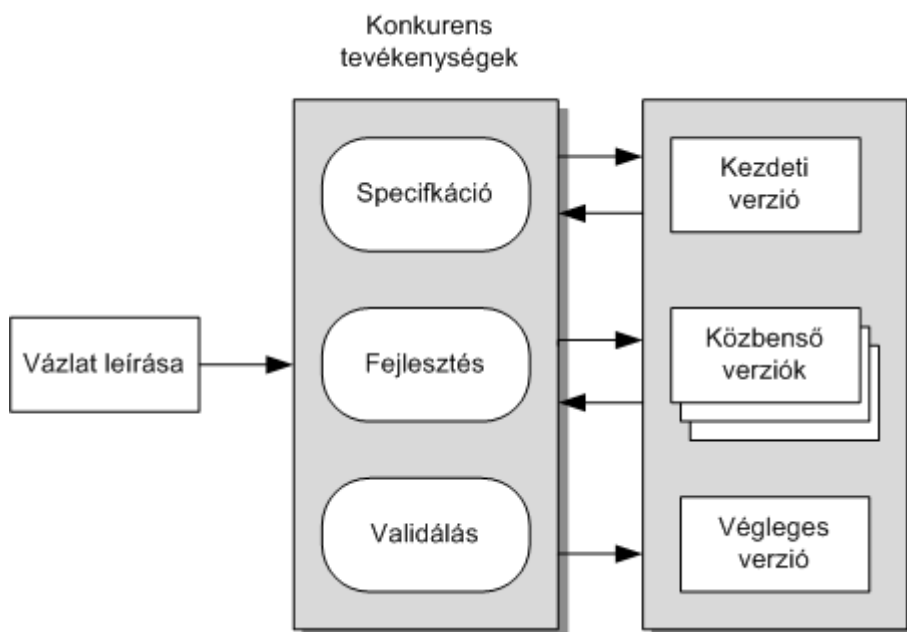 Konkurens
tevékenységek
Specifkáció
Kezdeti
verzió
Vázlat leírása
Fejlesztés
Közbenső
verziók
Validálás
Végleges
verzió